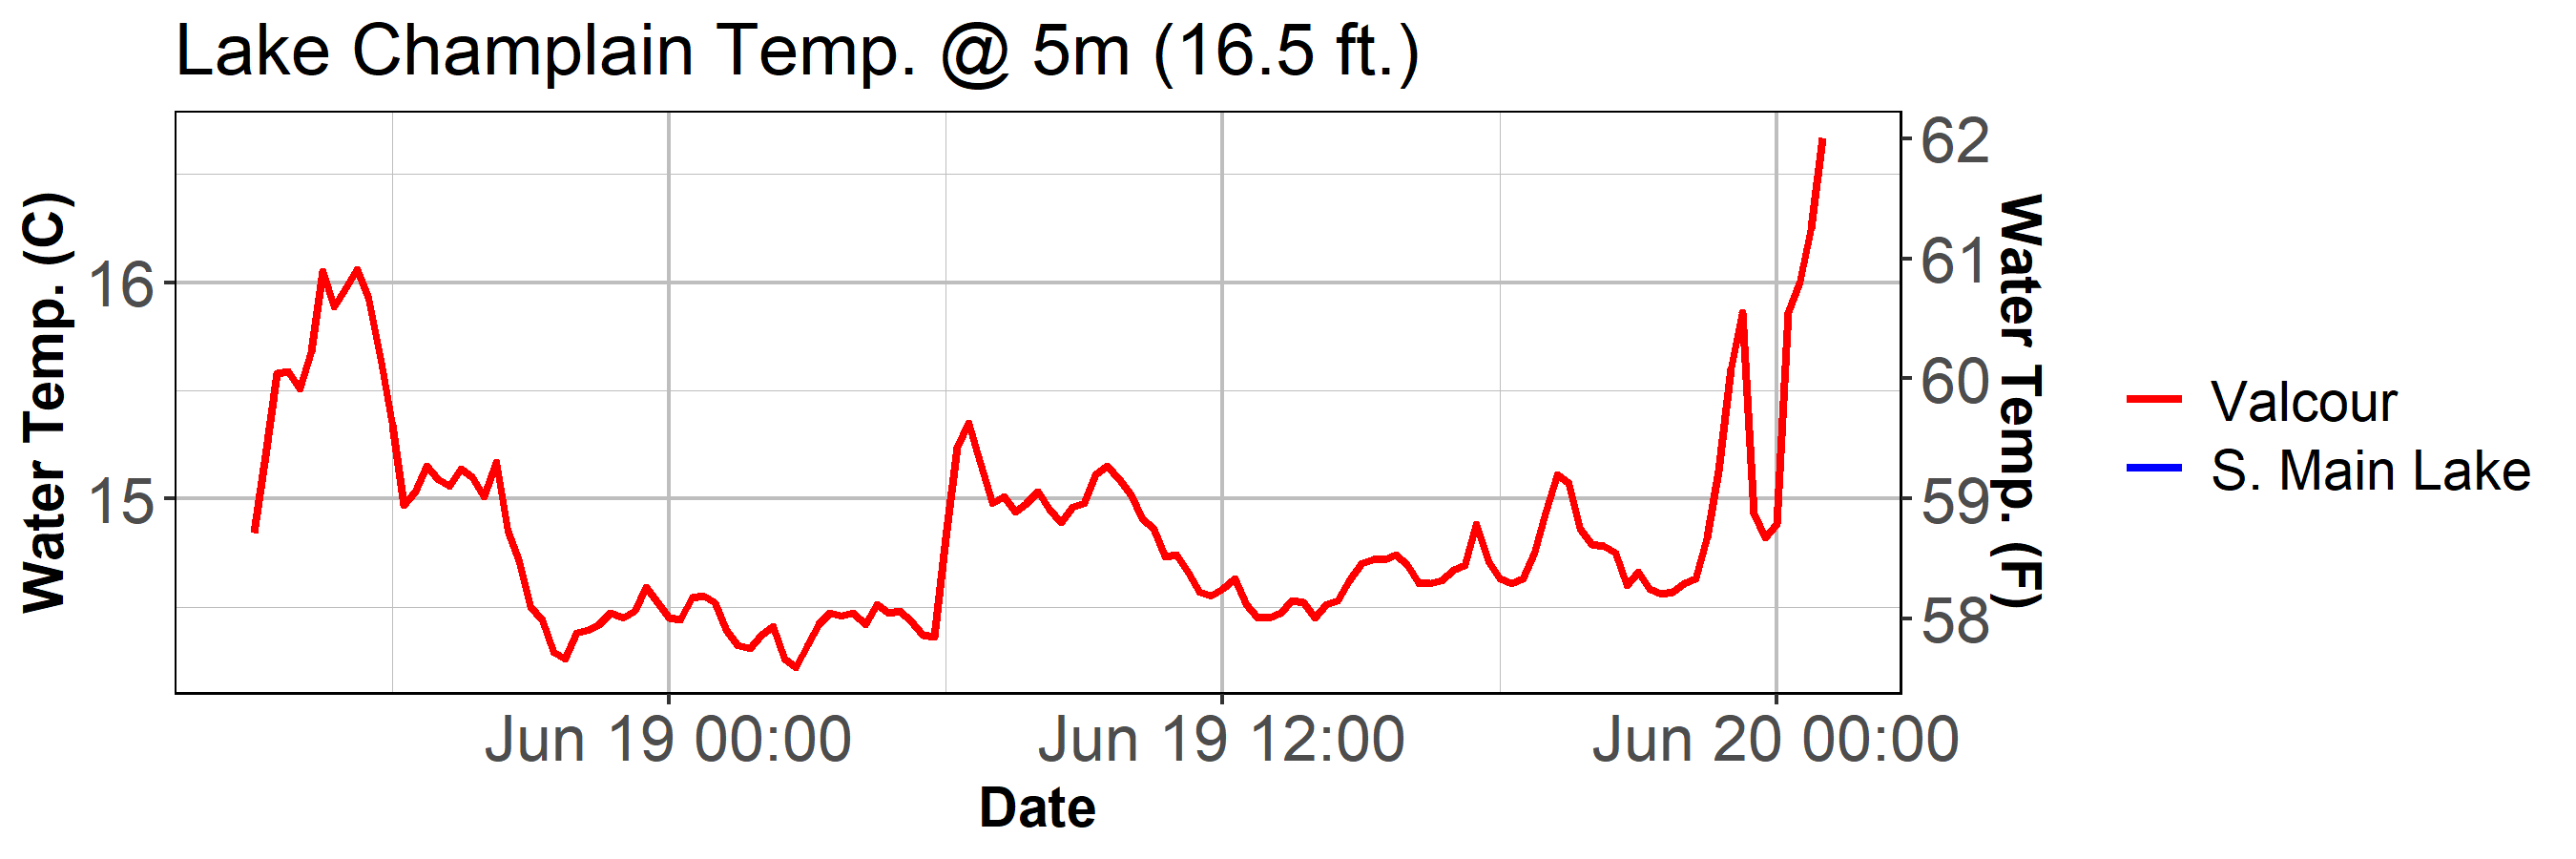 Lake Champlain Temp. @ 5m (16.5 ft.)
Water Temp. (C)
16
15
62
61
60
59
58
Water Temp. (F)
Valcour
S. Main Lake
Jun 19 00:00
Jun 19 12:00
Jun 20 00:00
Date